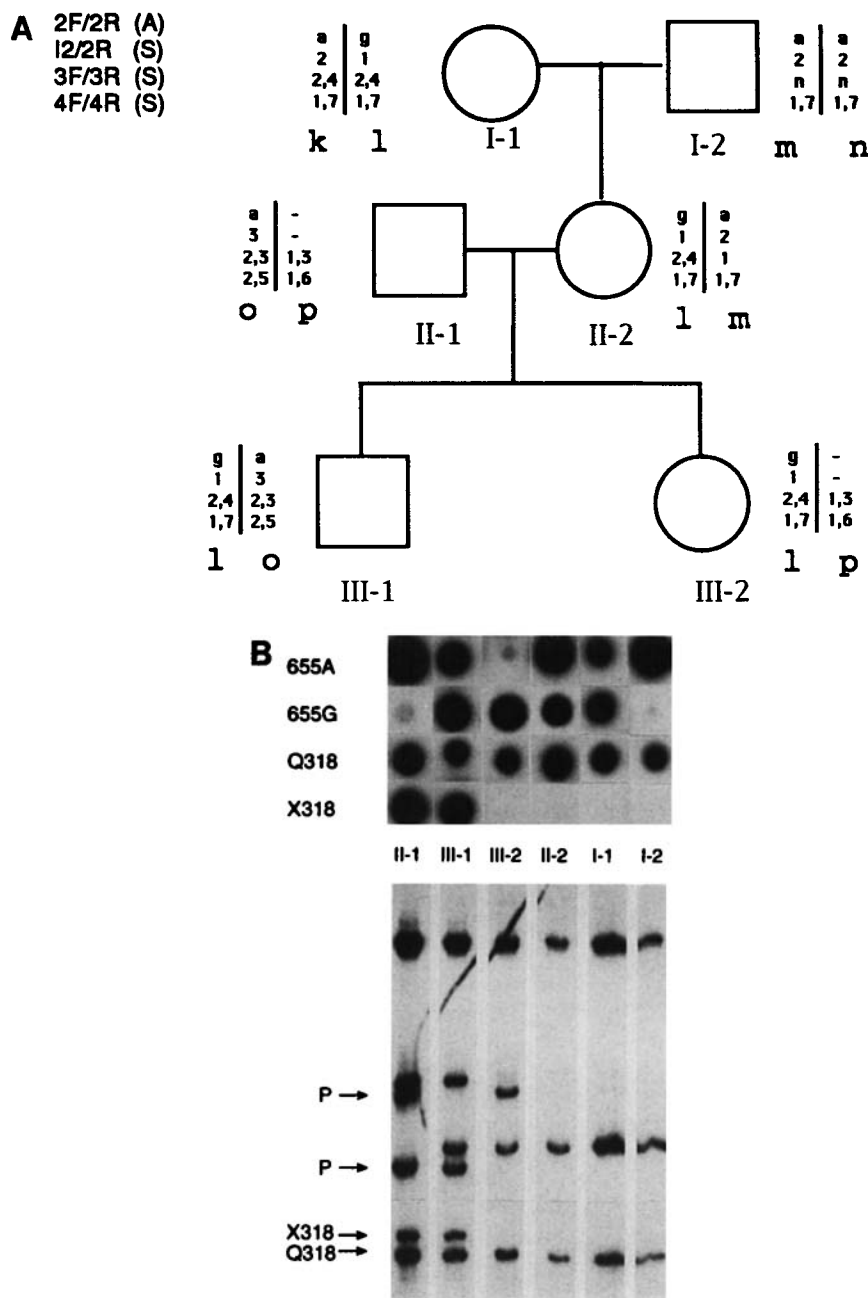 A
2F/2R (A)
I2/2R (S)
3F/3R (S)
4F/4R (S)
a g
2 1
2,4 2,4
1,7 1,7
k l
I-1
I-2
a a
2 2
n n
1,7 1,7
m n
a -
3 -
2,3 1,3
2,5 1,6
o p
II-1
II-2
g a
1 2
2,4 1
1,7 1,7
l m
g a
1 3
2,4 2,3
1,7 2,5
l o
III-1
III-2
g -
1 -
2,4 1,3
1,7 1,6
l p
B
655A
655G
Q318
X318
II-1 III-1 III-2 II-2 I-1 I-2
P
P
X318
Q318